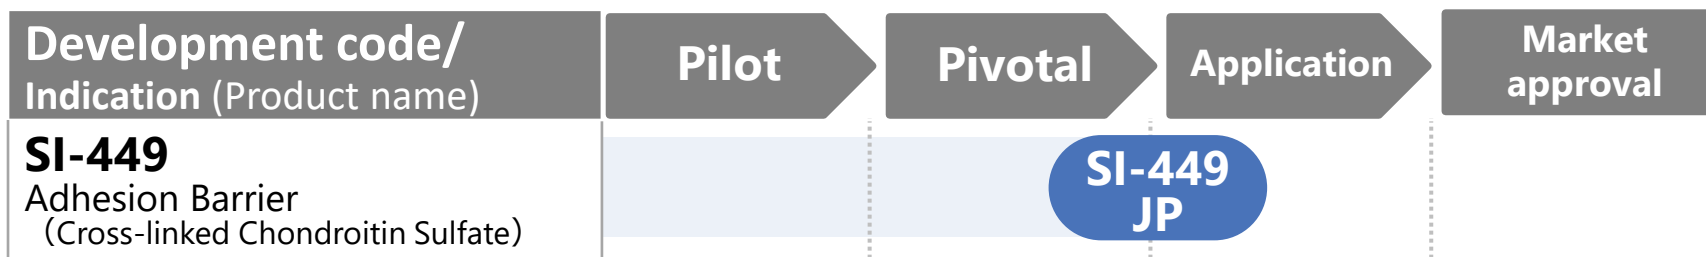 Development code/
Indication (Product name)
Pilot
Pivotal
Application
Market
approval
SI-449
Adhesion Barrier
（Cross-linked Chondroitin Sulfate）
SI-449
JP